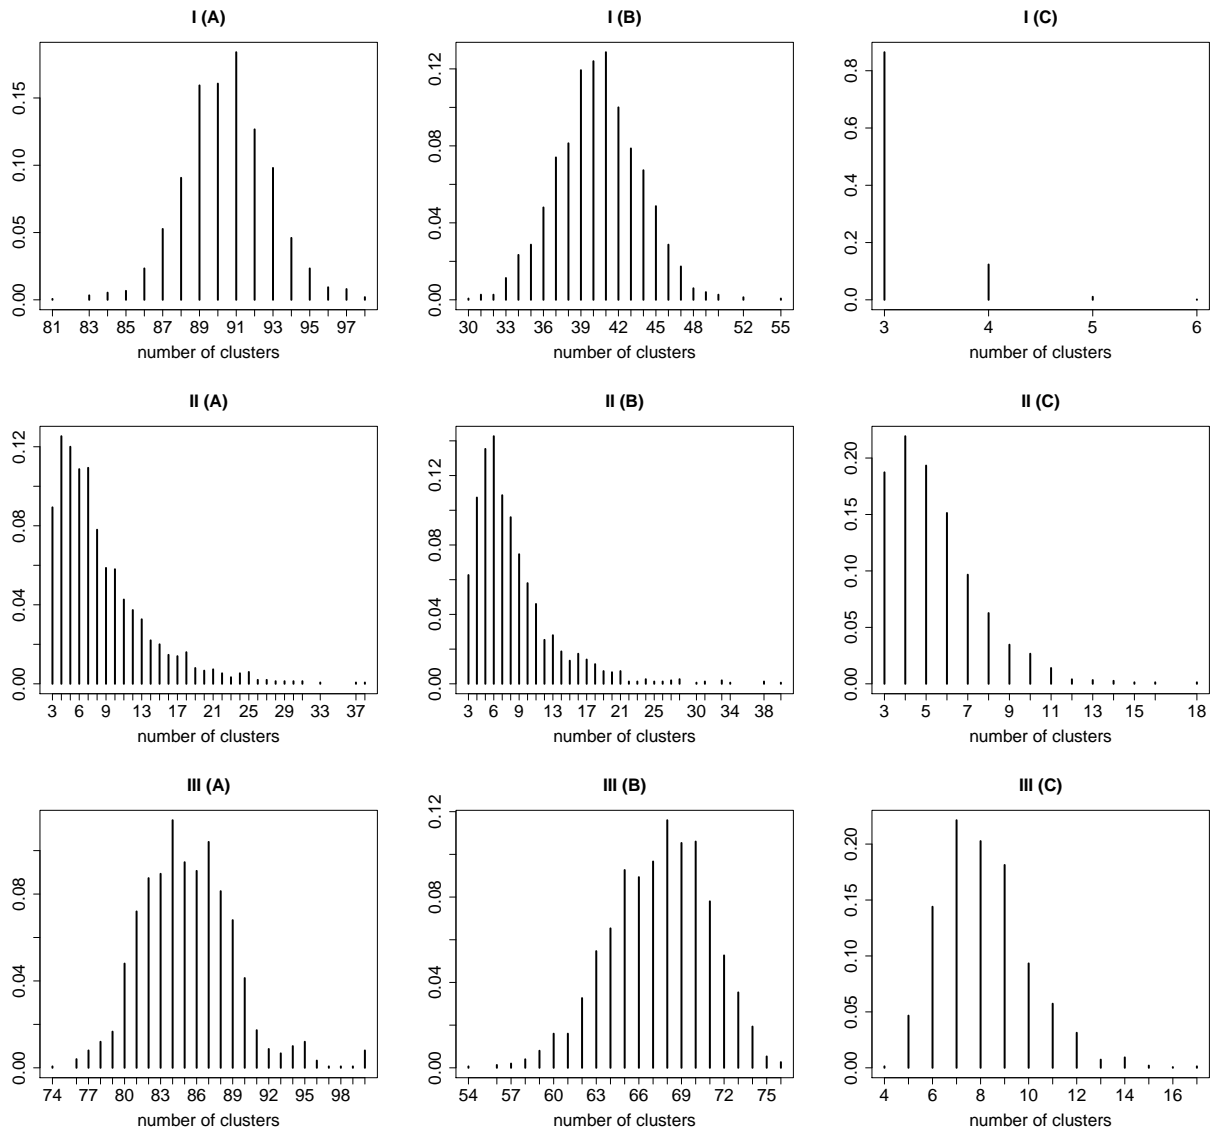 I (A)
0.00 0.05 0.10 0.15
81 83 85 87 89 91 93 95 97
number of clusters
I (B)
0.00 0.04 0.08 0.12
30 33 36 39 42 45 48 52 55
number of clusters
I (C)
0.0 0.2 0.4 0.6 0.8
3 4 5 6
number of clusters
II (A)
0.00 0.04 0.08 0.12
3 6 9 13 17 21 25 29 33 37
number of clusters
II (B)
0.00 0.04 0.08 0.12
3 6 9 13 17 21 25 30 34 38
number of clusters
II (C)
0.00 0.05 0.10 0.15 0.20
3 5 7 9 11 13 15 18
number of clusters
III (A)
0.00 0.04 0.08
74 77 80 83 86 89 92 95 98
number of clusters
III (B)
0.00 0.04 0.08 0.12
54 57 60 63 66 69 72 75
number of clusters
III (C)
0.00 0.05 0.10 0.15 0.20
4 6 8 10 12 14 16
number of clusters